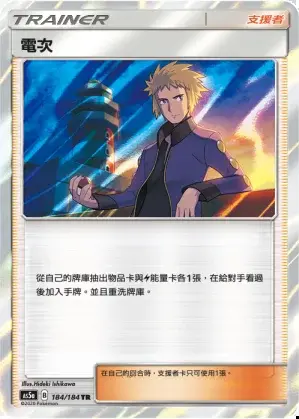 TRAINER
支援者
電次
從自己的牌庫抽出物品卡與能量卡各1張，在給對手看過
後加入手牌。並且重洗牌庫。
Illus.Hideki Ishikawa
在自己的回合時，支援者卡只可使用1張。
AS5a B 184/184 TR
©2020 Pokémon